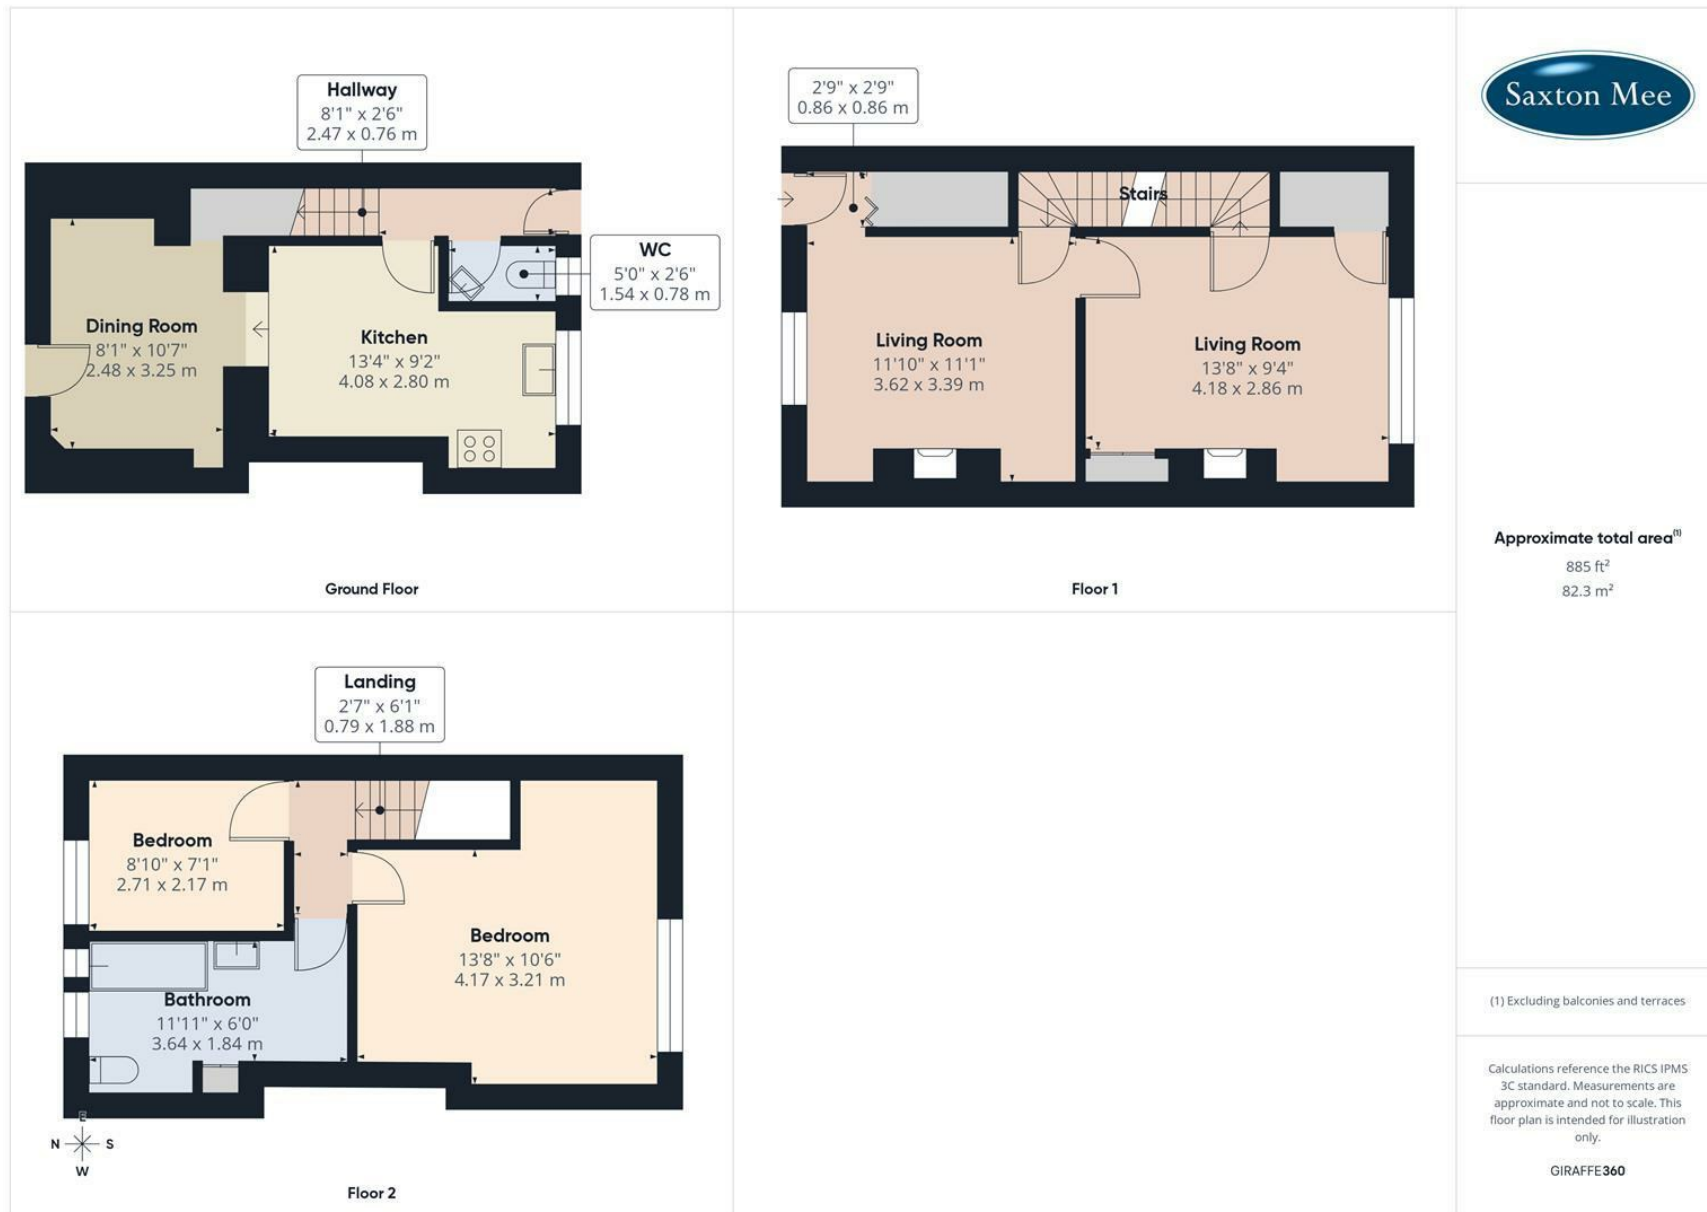 Hallway
8'1" x 2'6"
2.47 x 0.76 m
WC
5'0" x 2'6"
1.54 x 0.78 m
Dining Room
8'1" x 10'7"
2.48 x 3.25 m
Kitchen
13'4" x 9'2"
4.08 x 2.80 m
Ground Floor
2'9" x 2'9"
0.86 x 0.86 m
Stairs
Living Room
11'10" x 11'1"
3.62 x 3.39 m
Living Room
13'8" x 9'4"
4.18 x 2.86 m
Floor 1
Landing
2'7" x 6'1"
0.79 x 1.88 m
Bedroom
8'10" x 7'1"
2.71 x 2.17 m
Bedroom
13'8" x 10'6"
4.17 x 3.21 m
Bathroom
11'11" x 6'0"
3.64 x 1.84 m
E
N S
W
Floor 2
Saxton Mee
Approximate total area(1)
885 ft²
82.3 m²
(1) Excluding balconies and terraces
Calculations reference the RICS IPMS
3C standard. Measurements are
approximate and not to scale. This
floor plan is intended for illustration
only.
GIRAFFE360